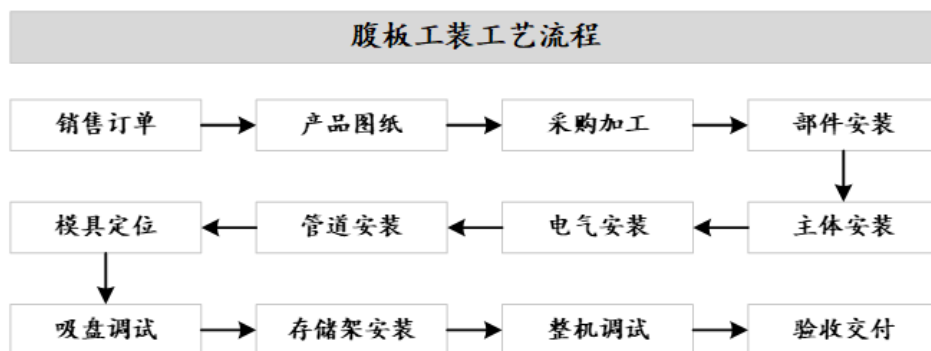 腹板工装工艺流程
销售订单 产品图纸 采购加工 部件安装
模具定位 管道安装 电气安装 主体安装
吸盘调试 存储架安装 整机调试 验收交付